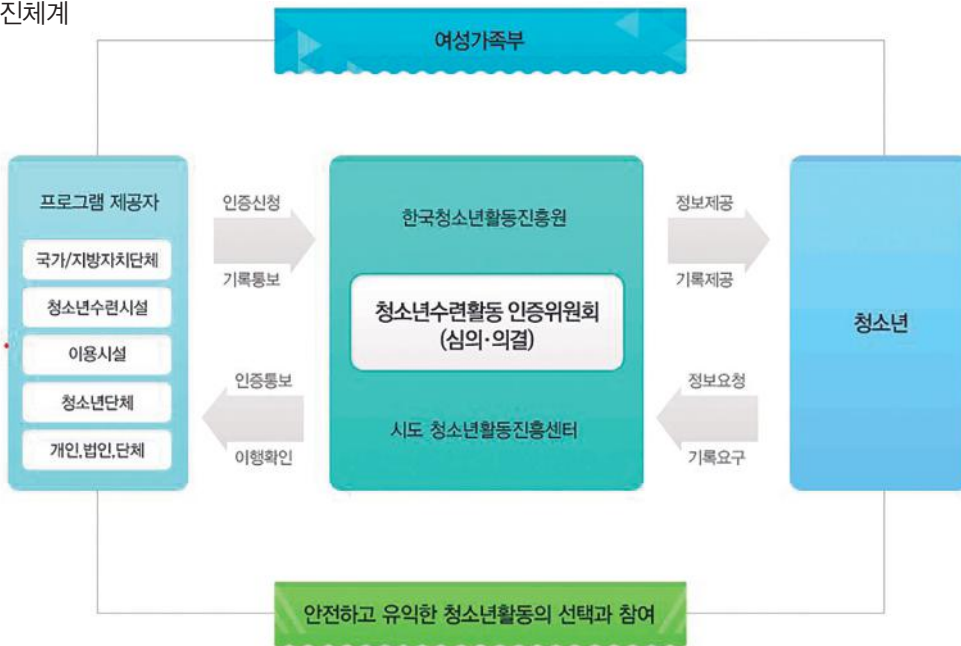 진체계
여성가족부
프로그램 제공자
국가/지방자치단체
청소년수련시설
이용시설
청소년단체
개인,법인,단체
인증신청
기록통보
인증통보
이행확인
한국청소년활동진흥원
청소년수련활동 인증위원회
(심의·의결)
시도 청소년활동진흥센터
정보제공
기록제공
정보요청
기록요구
청소년
안전하고 유익한 청소년활동의 선택과 참여